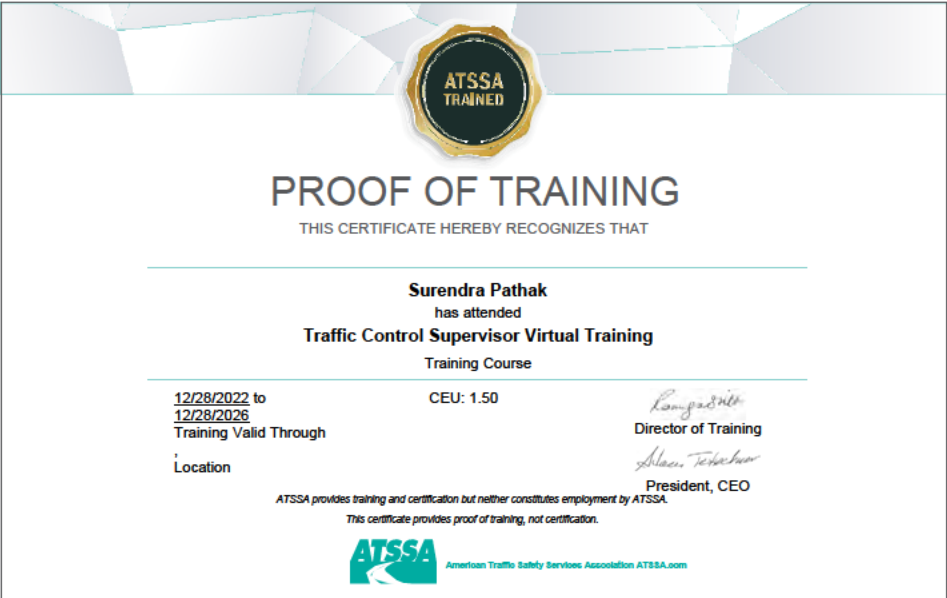 ATSSA
TRAINED
PROOF OF TRAINING
THIS CERTIFICATE HEREBY RECOGNIZES THAT
Surendra Pathak
has attended
Traffic Control Supervisor Virtual Training
Training Course
12/28/2022 to
12/28/2026
Training Valid Through
,
Location
CEU: 1.50
Director of Training
President, CEO
ATSSA provides training and certification but neither constitutes employment by ATSSA.
This certificate provides proof of training, not certification.
ATSSA
American Traffic Safety Services Association ATSSA.com